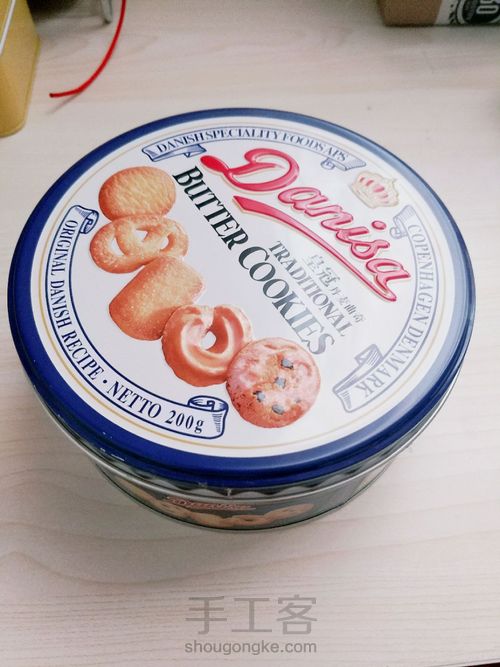 DANISH SPECIALITY FOODS APS
Danisa
皇冠丹麦曲奇
TRADITIONAL
BUTTER COOKIES
COPENHAGEN DENMARK
ORIGINAL DANISH RECIPE • NETTO 200g
手工客
shougongke.com